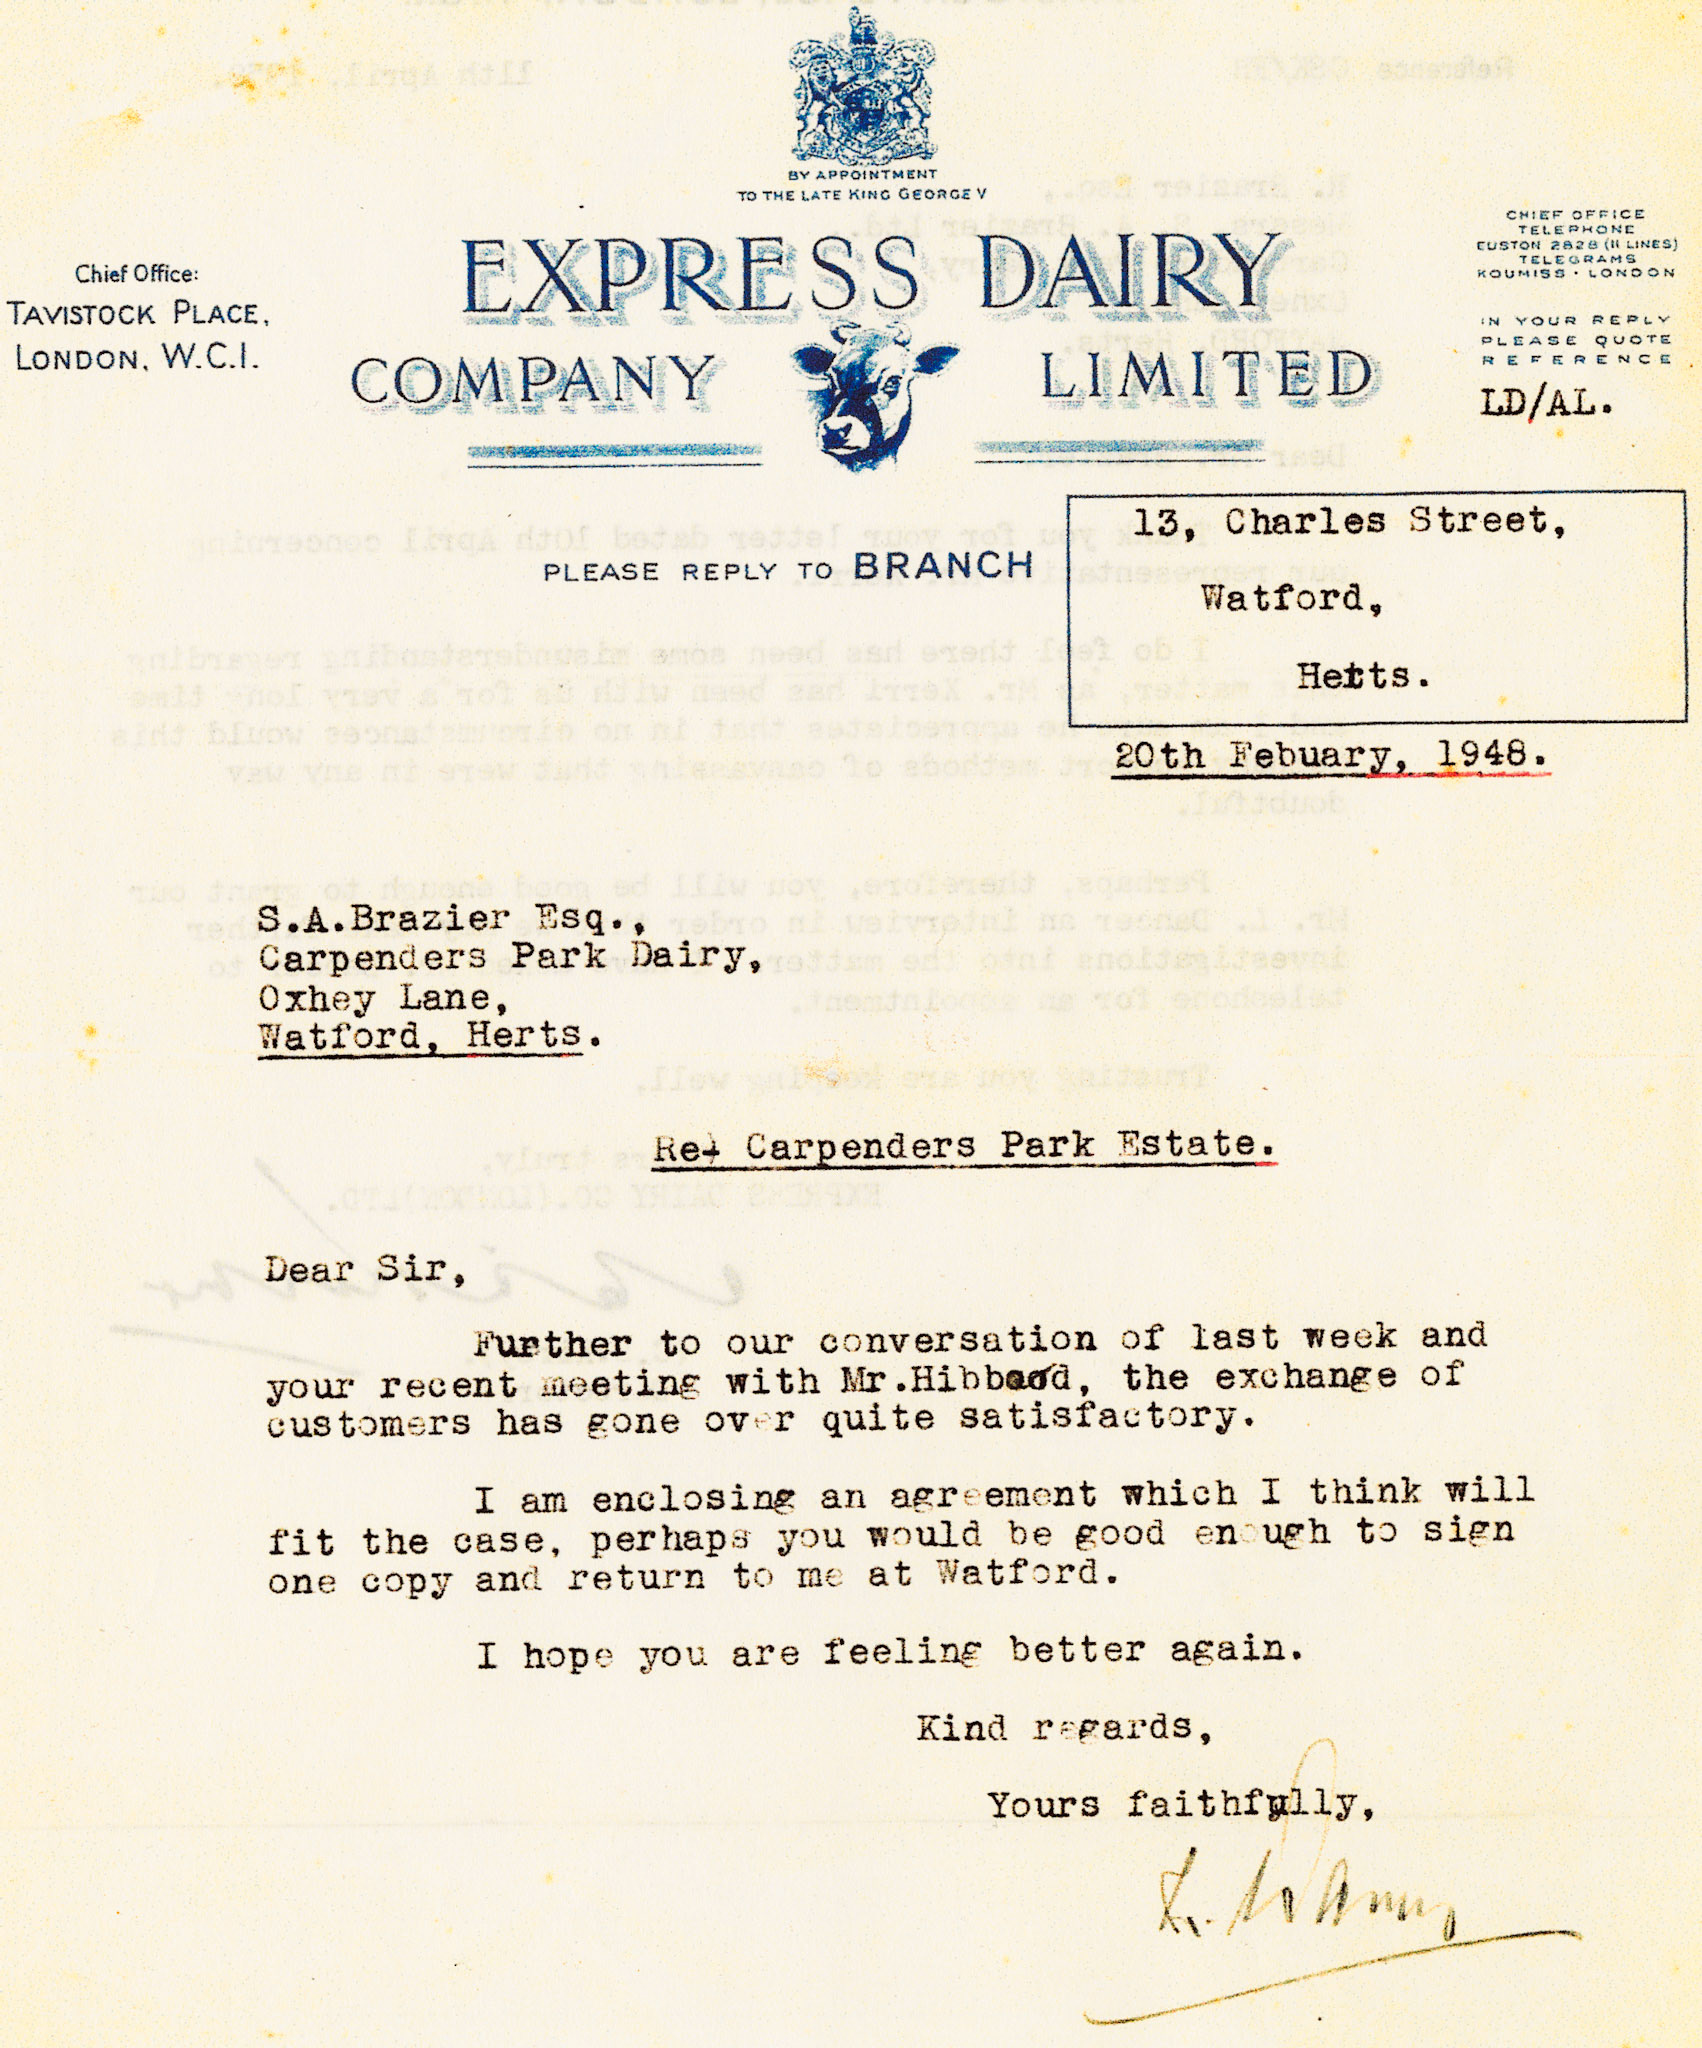 BY APPOINTMENT
TO THE LATE KING GEORGE V
Chief Office:
TAVISTOCK PLACE,
LONDON, W.C.1.
EXPRESS DAIRY
COMPANY LIMITED
CHIEF OFFICE
TELEPHONE
EUSTON 2828 (11 LINES)
TELEGRAMS
KOUMISS · LONDON
IN YOUR REPLY
PLEASE QUOTE
REFERENCE
LD/AL.
PLEASE REPLY TO BRANCH
13, Charles Street,
Watford,
Herts.
20th Febuary, 1948.
S.A.Brazier Esq.,
Carpenders Park Dairy,
Oxhey Lane,
Watford, Herts.
Re: Carpenders Park Estate.
Dear Sir,
Further to our conversation of last week and
your recent meeting with Mr. the exchange of
customers has gone over quite satisfactory.
I am enclosing an agreement which I think will
fit the case, perhaps you would be good enough to sign
one copy and return to me at Watford.
I hope you are feeling better again.
Kind regards,
Yours faithfully,